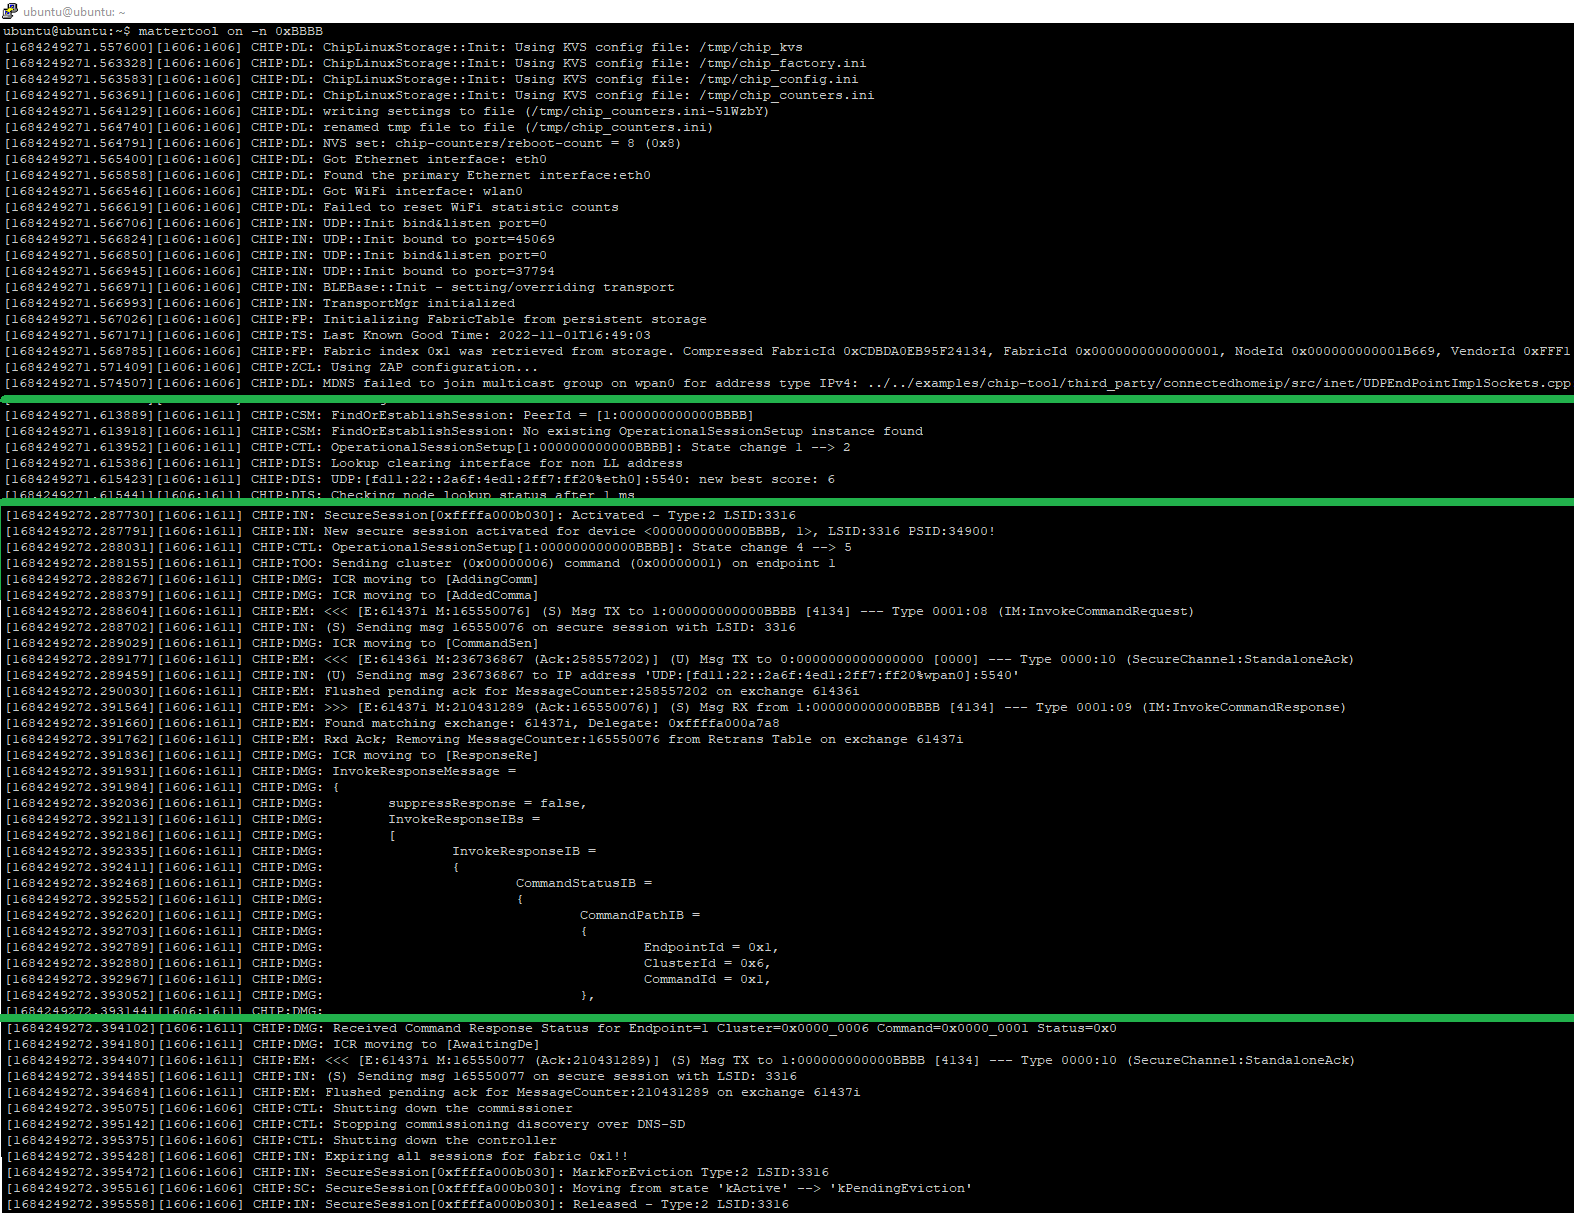 ubuntu@ubuntu: ~
ubuntu@ubuntu:~$ mattertool on -n 0xBBBB
[1684249271.557600][1606:1606] CHIP:DL: ChipLinuxStorage::Init: Using KVS config file: /tmp/chip_kvs
[1684249271.563328][1606:1606] CHIP:DL: ChipLinuxStorage::Init: Using KVS config file: /tmp/chip_factory.ini
[1684249271.563583][1606:1606] CHIP:DL: ChipLinuxStorage::Init: Using KVS config file: /tmp/chip_config.ini
[1684249271.563691][1606:1606] CHIP:DL: ChipLinuxStorage::Init: Using KVS config file: /tmp/chip_counters.ini
[1684249271.564129][1606:1606] CHIP:DL: writing settings to file (/tmp/chip_counters.ini-5lWzbY)
[1684249271.564740][1606:1606] CHIP:DL: renamed tmp file to file (/tmp/chip_counters.ini)
[1684249271.564791][1606:1606] CHIP:DL: NVS set: chip-counters/reboot-count = 8 (0x8)
[1684249271.565400][1606:1606] CHIP:DL: Got Ethernet interface: eth0
[1684249271.565858][1606:1606] CHIP:DL: Found the primary Ethernet interface:eth0
[1684249271.566546][1606:1606] CHIP:DL: Got WiFi interface: wlan0
[1684249271.566619][1606:1606] CHIP:DL: Failed to reset WiFi statistic counts
[1684249271.566706][1606:1606] CHIP:IN: UDP::Init bind&listen port=0
[1684249271.566824][1606:1606] CHIP:IN: UDP::Init bound to port=45069
[1684249271.566850][1606:1606] CHIP:IN: UDP::Init bind&listen port=0
[1684249271.566945][1606:1606] CHIP:IN: UDP::Init bound to port=37794
[1684249271.566971][1606:1606] CHIP:IN: BLEBase::Init - setting/overriding transport
[1684249271.566993][1606:1606] CHIP:IN: TransportMgr initialized
[1684249271.567026][1606:1606] CHIP:FP: Initializing FabricTable from persistent storage
[1684249271.567171][1606:1606] CHIP:TS: Last Known Good Time: 2022-11-01T16:49:03
[1684249271.568785][1606:1606] CHIP:FP: Fabric index 0x1 was retrieved from storage. Compressed FabricId 0xCDBDA0EB95F24134, FabricId 0x0000000000000001, NodeId 0x000000000001B669, VendorId 0xFFF1
[1684249271.571409][1606:1606] CHIP:ZCL: Using ZAP configuration...
[1684249271.574507][1606:1606] CHIP:DL: MDNS failed to join multicast group on wpan0 for address type IPv4: ../../examples/chip-tool/third_party/connectedhomeip/src/inet/UDPEndPointImplSockets.cpp
[1684249271.613889][1606:1611] CHIP:CSM: FindOrEstablishSession: PeerId = [1:000000000000BBBB]
[1684249271.613918][1606:1611] CHIP:CSM: FindOrEstablishSession: No existing OperationalSessionSetup instance found
[1684249271.613952][1606:1611] CHIP:CTL: OperationalSessionSetup[1:000000000000BBBB]: State change 1 --> 2
[1684249271.615386][1606:1611] CHIP:DIS: Lookup clearing interface for non LL address
[1684249271.615423][1606:1611] CHIP:DIS: UDP:[fd11:22::2a6f:4ed1:2ff7:ff20%eth0]:5540: new best score: 6
[1684249271.615441][1606:1611] CHIP:DIS: Checking node lookup status after 1 ms
[1684249272.287730][1606:1611] CHIP:IN: SecureSession[0xffffa000b030]: Activated - Type:2 LSID:3316
[1684249272.287791][1606:1611] CHIP:IN: New secure session activated for device <000000000000BBBB, 1>, LSID:3316 PSID:34900!
[1684249272.288031][1606:1611] CHIP:CTL: OperationalSessionSetup[1:000000000000BBBB]: State change 4 --> 5
[1684249272.288155][1606:1611] CHIP:TOO: Sending cluster (0x00000006) command (0x00000001) on endpoint 1
[1684249272.288267][1606:1611] CHIP:DMG: ICR moving to [AddingComm]
[1684249272.288379][1606:1611] CHIP:DMG: ICR moving to [AddedComma]
[1684249272.288604][1606:1611] CHIP:EM: <<< [E:61437i M:165550076] (S) Msg TX to 1:000000000000BBBB [4134] --- Type 0001:08 (IM:InvokeCommandRequest)
[1684249272.288702][1606:1611] CHIP:IN: (S) Sending msg 165550076 on secure session with LSID: 3316
[1684249272.289029][1606:1611] CHIP:DMG: ICR moving to [CommandSen]
[1684249272.289177][1606:1611] CHIP:EM: <<< [E:61436i M:236736867 (Ack:258557202)] (U) Msg TX to 0:0000000000000000 [0000] --- Type 0000:10 (SecureChannel:StandaloneAck)
[1684249272.289459][1606:1611] CHIP:IN: (U) Sending msg 236736867 to IP address 'UDP:[fd11:22::2a6f:4ed1:2ff7:ff20%wpan0]:5540'
[1684249272.290030][1606:1611] CHIP:EM: Flushed pending ack for MessageCounter:258557202 on exchange 61436i
[1684249272.391564][1606:1611] CHIP:EM: >>> [E:61437i M:210431289 (Ack:165550076)] (S) Msg RX from 1:000000000000BBBB [4134] --- Type 0001:09 (IM:InvokeCommandResponse)
[1684249272.391660][1606:1611] CHIP:EM: Found matching exchange: 61437i, Delegate: 0xffffa000a7a8
[1684249272.391762][1606:1611] CHIP:EM: Rxd Ack; Removing MessageCounter:165550076 from Retrans Table on exchange 61437i
[1684249272.391836][1606:1611] CHIP:DMG: ICR moving to [ResponseRe]
[1684249272.391931][1606:1611] CHIP:DMG: InvokeResponseMessage =
[1684249272.391984][1606:1611] CHIP:DMG: {
[1684249272.392036][1606:1611] CHIP:DMG: suppressResponse = false,
[1684249272.392113][1606:1611] CHIP:DMG: InvokeResponseIBs =
[1684249272.392186][1606:1611] CHIP:DMG: [
[1684249272.392335][1606:1611] CHIP:DMG: InvokeResponseIB =
[1684249272.392411][1606:1611] CHIP:DMG: {
[1684249272.392468][1606:1611] CHIP:DMG: CommandStatusIB =
[1684249272.392552][1606:1611] CHIP:DMG: {
[1684249272.392620][1606:1611] CHIP:DMG: CommandPathIB =
[1684249272.392703][1606:1611] CHIP:DMG: {
[1684249272.392789][1606:1611] CHIP:DMG: EndpointId = 0x1,
[1684249272.392880][1606:1611] CHIP:DMG: ClusterId = 0x6,
[1684249272.392967][1606:1611] CHIP:DMG: CommandId = 0x1,
[1684249272.393052][1606:1611] CHIP:DMG: },
[1684249272.393144][1606:1611] CHIP:DMG:
[1684249272.394102][1606:1611] CHIP:DMG: Received Command Response Status for Endpoint=1 Cluster=0x0000_0006 Command=0x0000_0001 Status=0x0
[1684249272.394180][1606:1611] CHIP:DMG: ICR moving to [AwaitingDe]
[1684249272.394407][1606:1611] CHIP:EM: <<< [E:61437i M:165550077 (Ack:210431289)] (S) Msg TX to 1:000000000000BBBB [4134] --- Type 0000:10 (SecureChannel:StandaloneAck)
[1684249272.394485][1606:1611] CHIP:IN: (S) Sending msg 165550077 on secure session with LSID: 3316
[1684249272.394684][1606:1611] CHIP:EM: Flushed pending ack for MessageCounter:210431289 on exchange 61437i
[1684249272.395075][1606:1606] CHIP:CTL: Shutting down the commissioner
[1684249272.395142][1606:1606] CHIP:CTL: Stopping commissioning discovery over DNS-SD
[1684249272.395375][1606:1606] CHIP:CTL: Shutting down the controller
[1684249272.395428][1606:1606] CHIP:IN: Expiring all sessions for fabric 0x1!!
[1684249272.395472][1606:1606] CHIP:IN: SecureSession[0xffffa000b030]: MarkForEviction Type:2 LSID:3316
[1684249272.395516][1606:1606] CHIP:SC: SecureSession[0xffffa000b030]: Moving from state 'kActive' --> 'kPendingEviction'
[1684249272.395558][1606:1606] CHIP:IN: SecureSession[0xffffa000b030]: Released - Type:2 LSID:3316